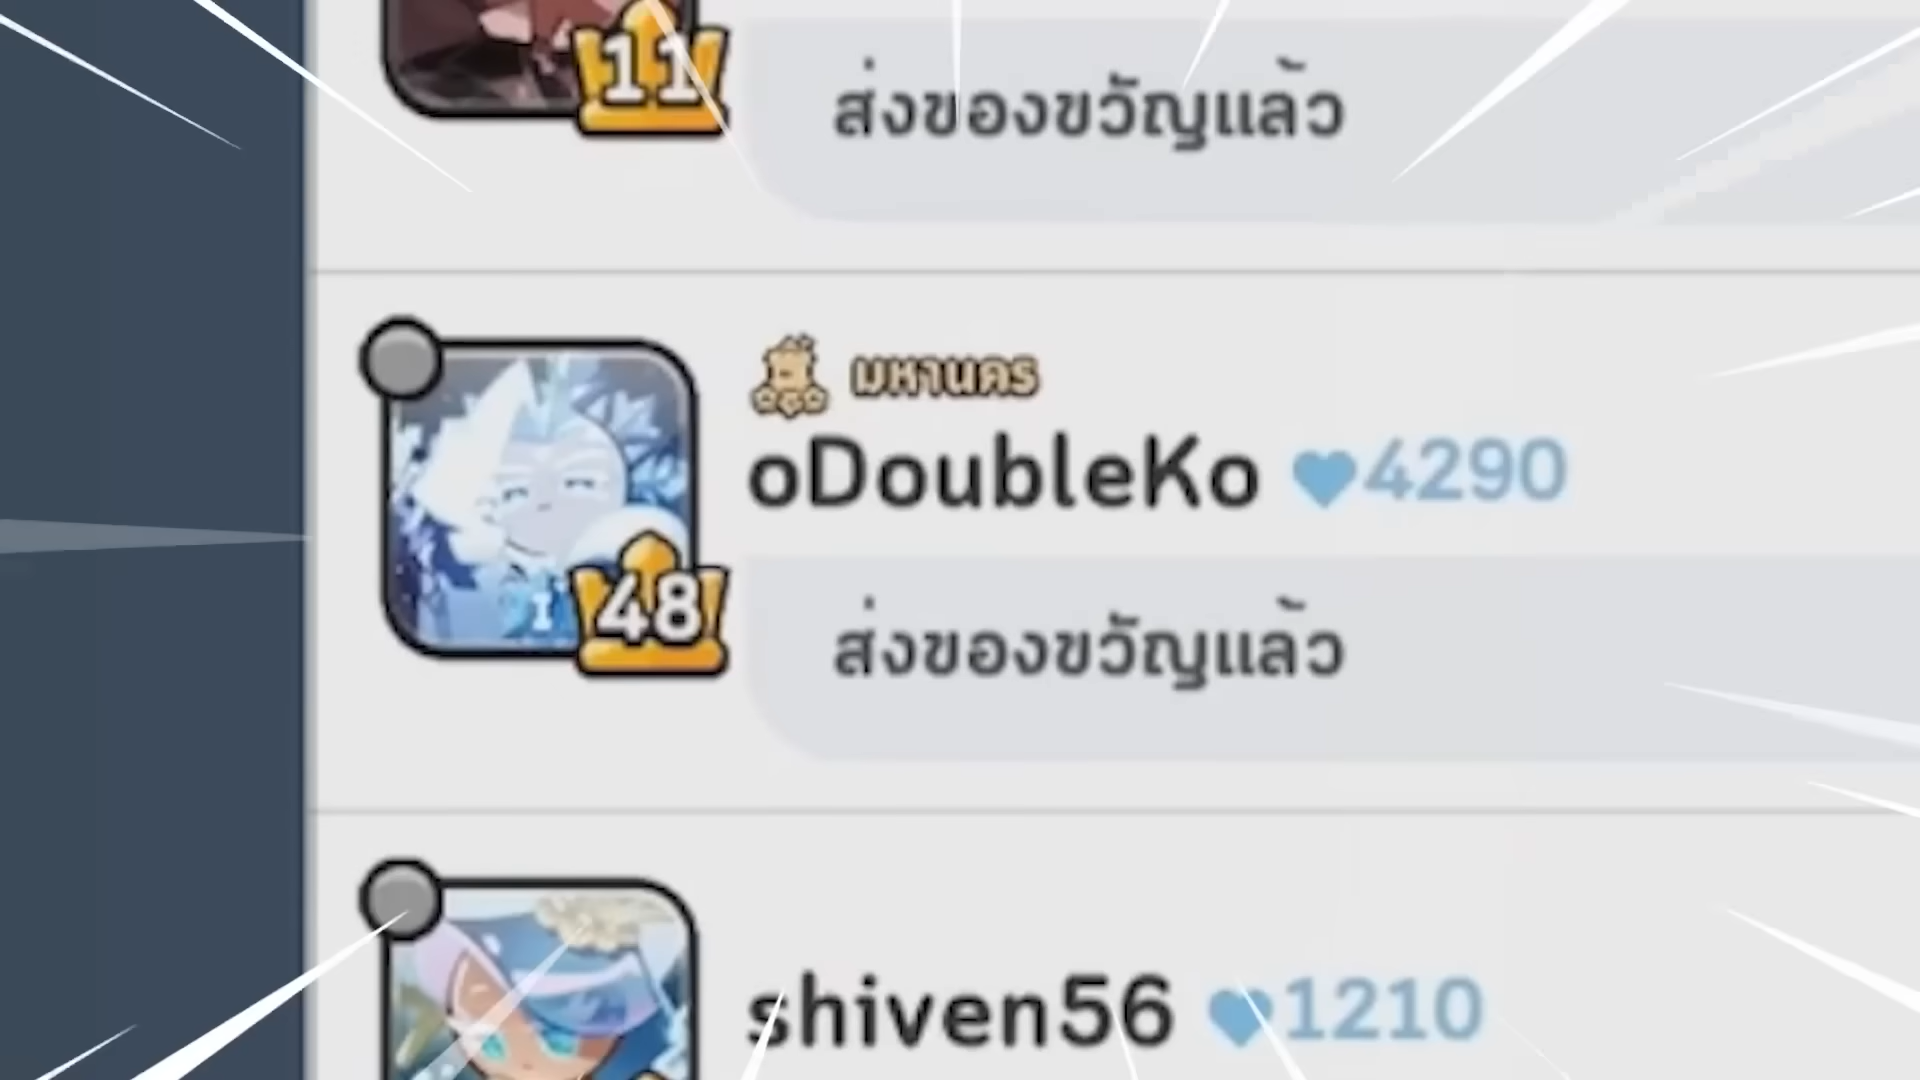 11
ส่งของขวัญแล้ว
มหานคร
oDoubleKo 4290
48
ส่งของขวัญแล้ว
shiven56 1210